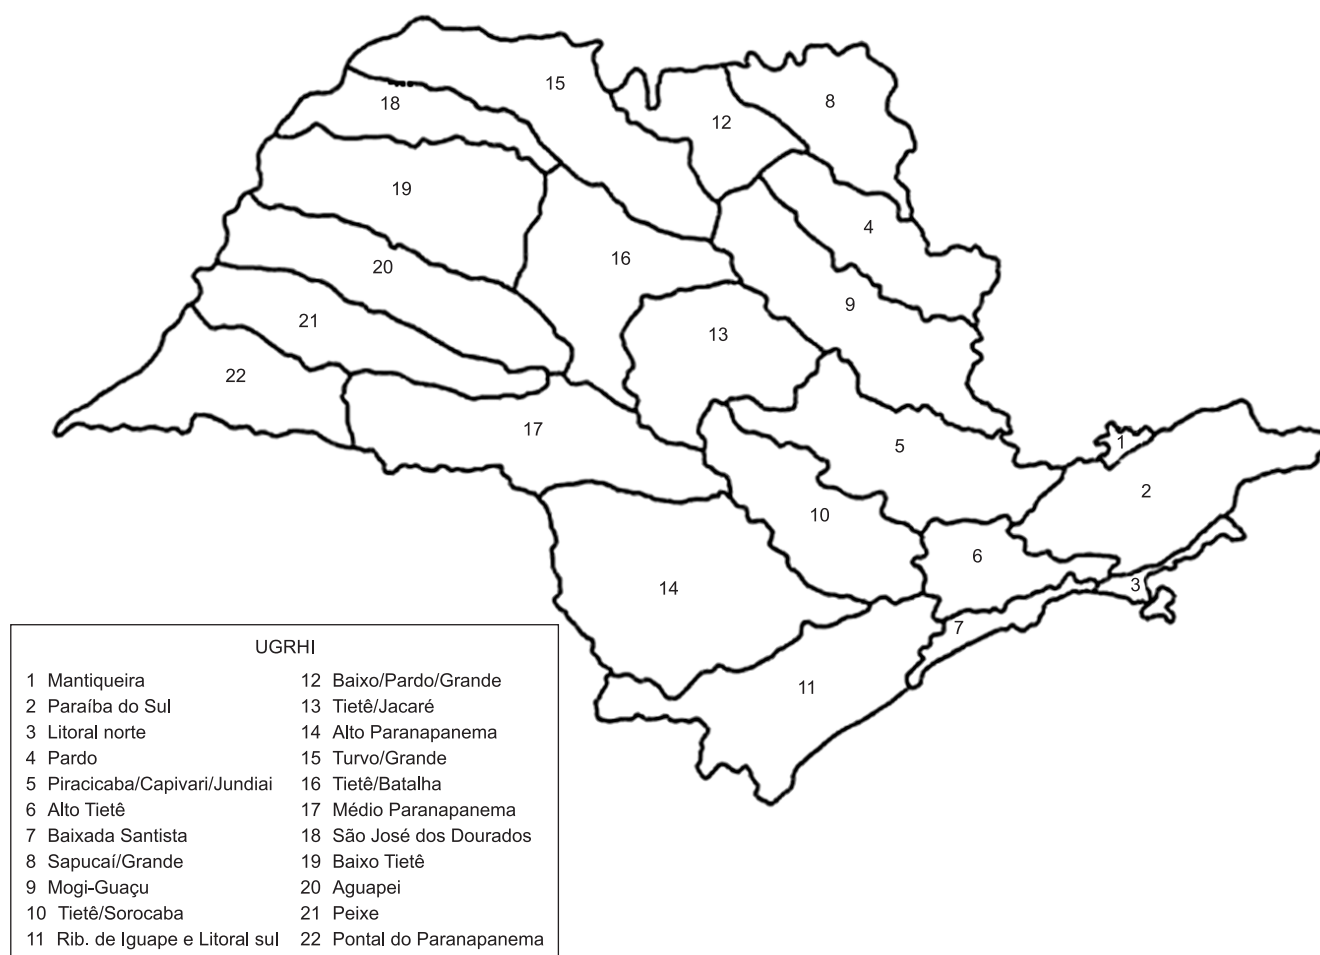 15
18
8
12
19
4
16
20
9
21
13
22
17
5
1
2
10
6
14
3
7
11
UGRHI
1 Mantiqueira
2 Paraíba do Sul
3 Litoral norte
4 Pardo
5 Piracicaba/Capivari/Jundiai
6 Alto Tietê
7 Baixada Santista
8 Sapucaí/Grande
9 Mogi-Guaçu
10 Tietê/Sorocaba
11 Rib. de Iguape e Litoral sul
12 Baixo/Pardo/Grande
13 Tietê/Jacaré
14 Alto Paranapanema
15 Turvo/Grande
16 Tietê/Batalha
17 Médio Paranapanema
18 São José dos Dourados
19 Baixo Tietê
20 Aguapei
21 Peixe
22 Pontal do Paranapanema